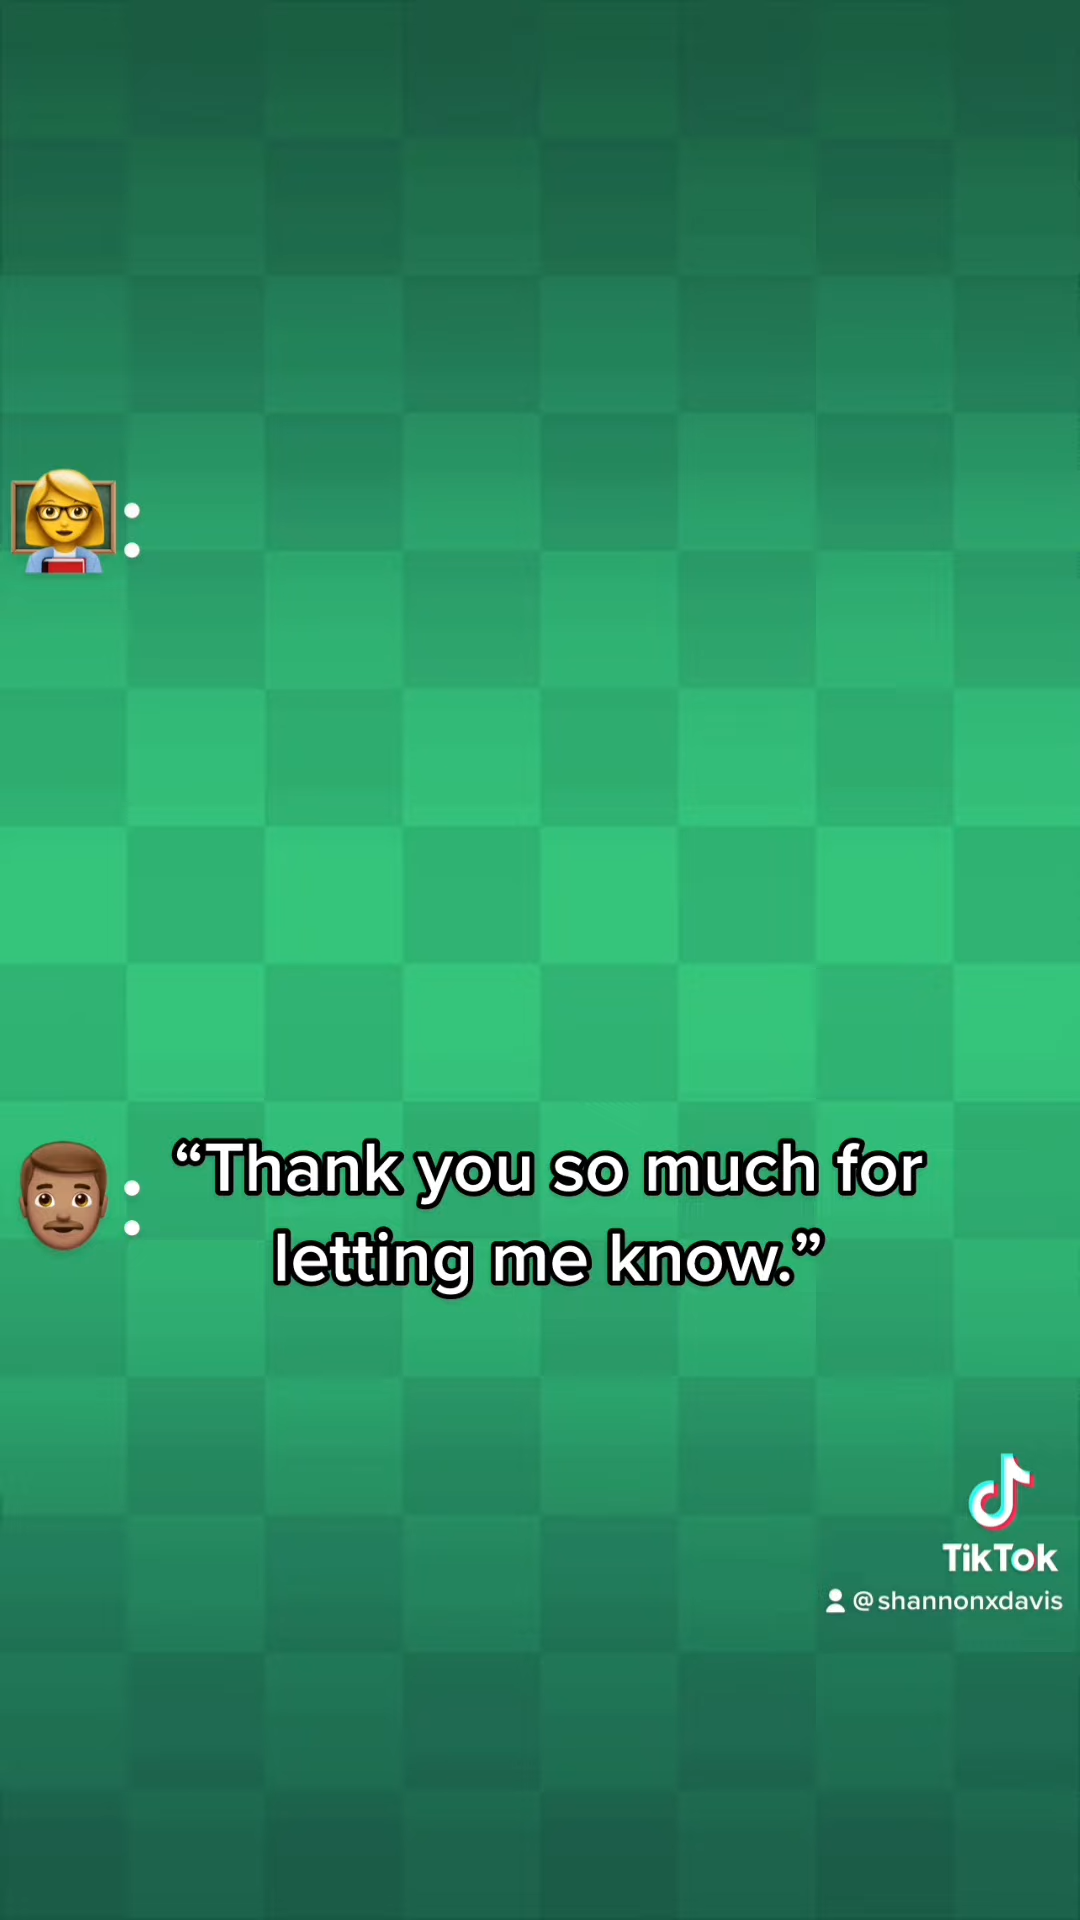 :
: “Thank you so much for
letting me know.”
TikTok
@shannonxdavis